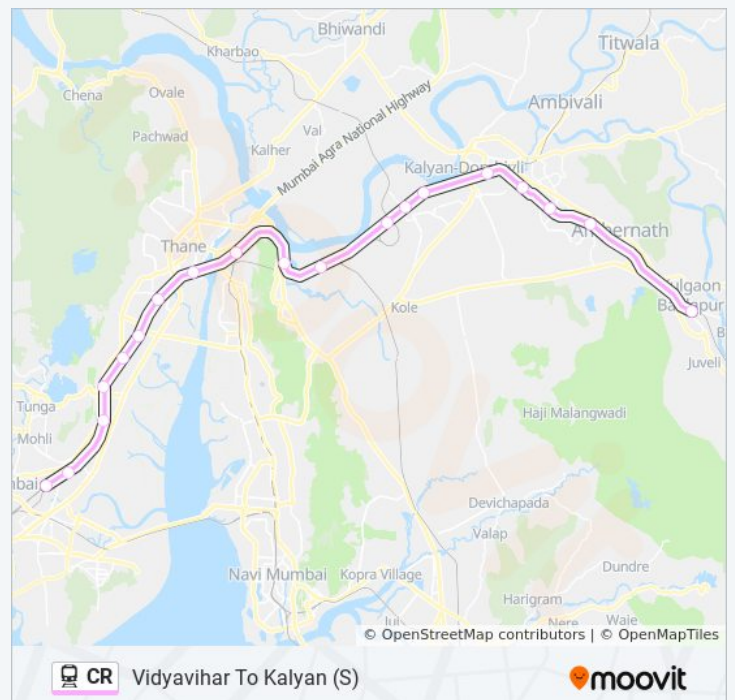 Bhiwandi
Kharbao
Titwala
Chena
Ovale
Ambivali
Pachwad
Val
Kalher
Mumbai Agra National Highway
Kalyan-Dom
Thane
Kole
Juveli
Tunga
Mohli
Haji Malangwadi
Devichapada
Valap
Navi Mumbai
Kopra Village
Dundre
Harigram
Nere
Waje
© OpenStreetMap contributors | © OpenMapTiles
CR Vidyavihar To Kalyan (S) moovit